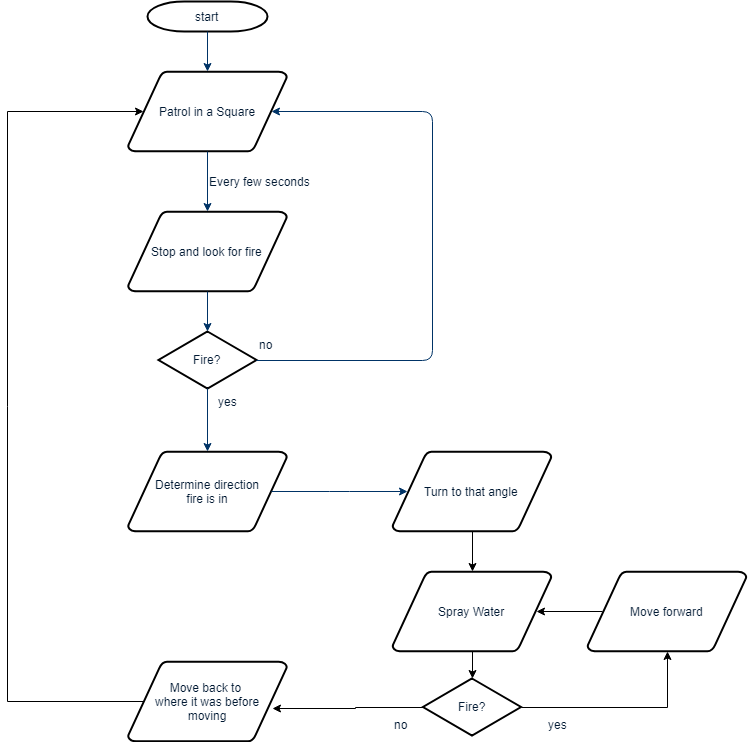 start
Patrol in a Square
Every few seconds
Stop and look for fire
no
Fire?
yes
Determine direction
fire is in
Turn to that angle
Spray Water
Move forward
Move back to
where it was before
moving
Fire?
no
yes